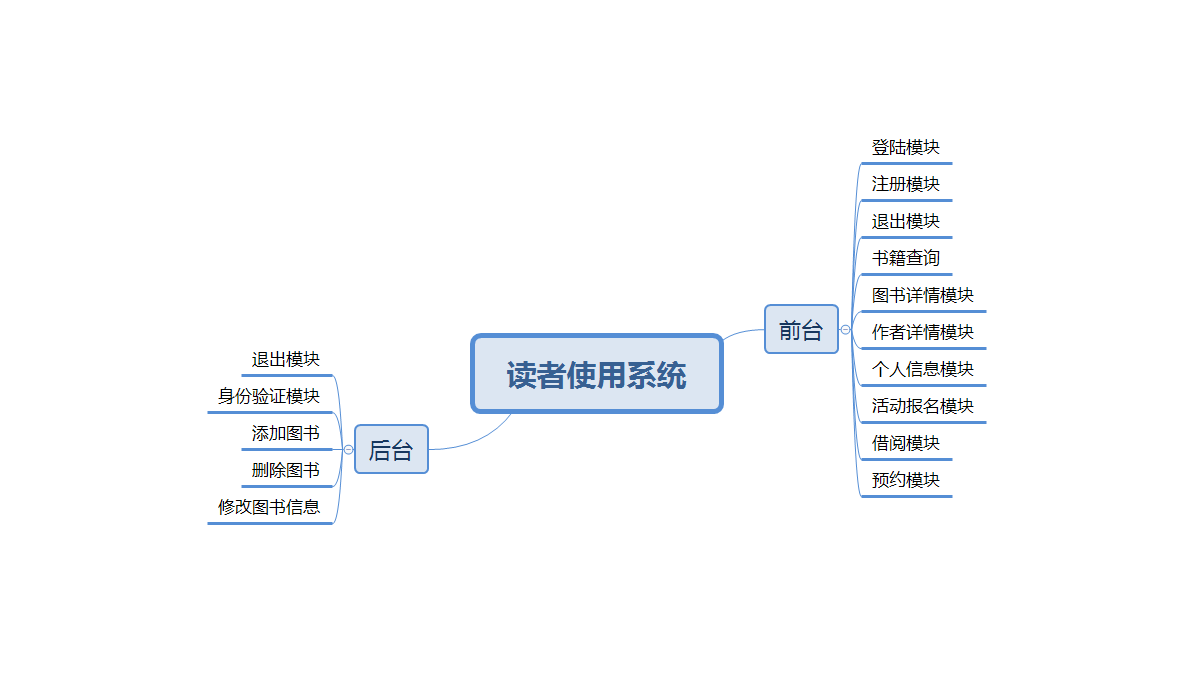 读者使用系统
前台
登陆模块
注册模块
退出模块
书籍查询
图书详情模块
作者详情模块
个人信息模块
活动报名模块
借阅模块
预约模块
后台
退出模块
身份验证模块
添加图书
删除图书
修改图书信息